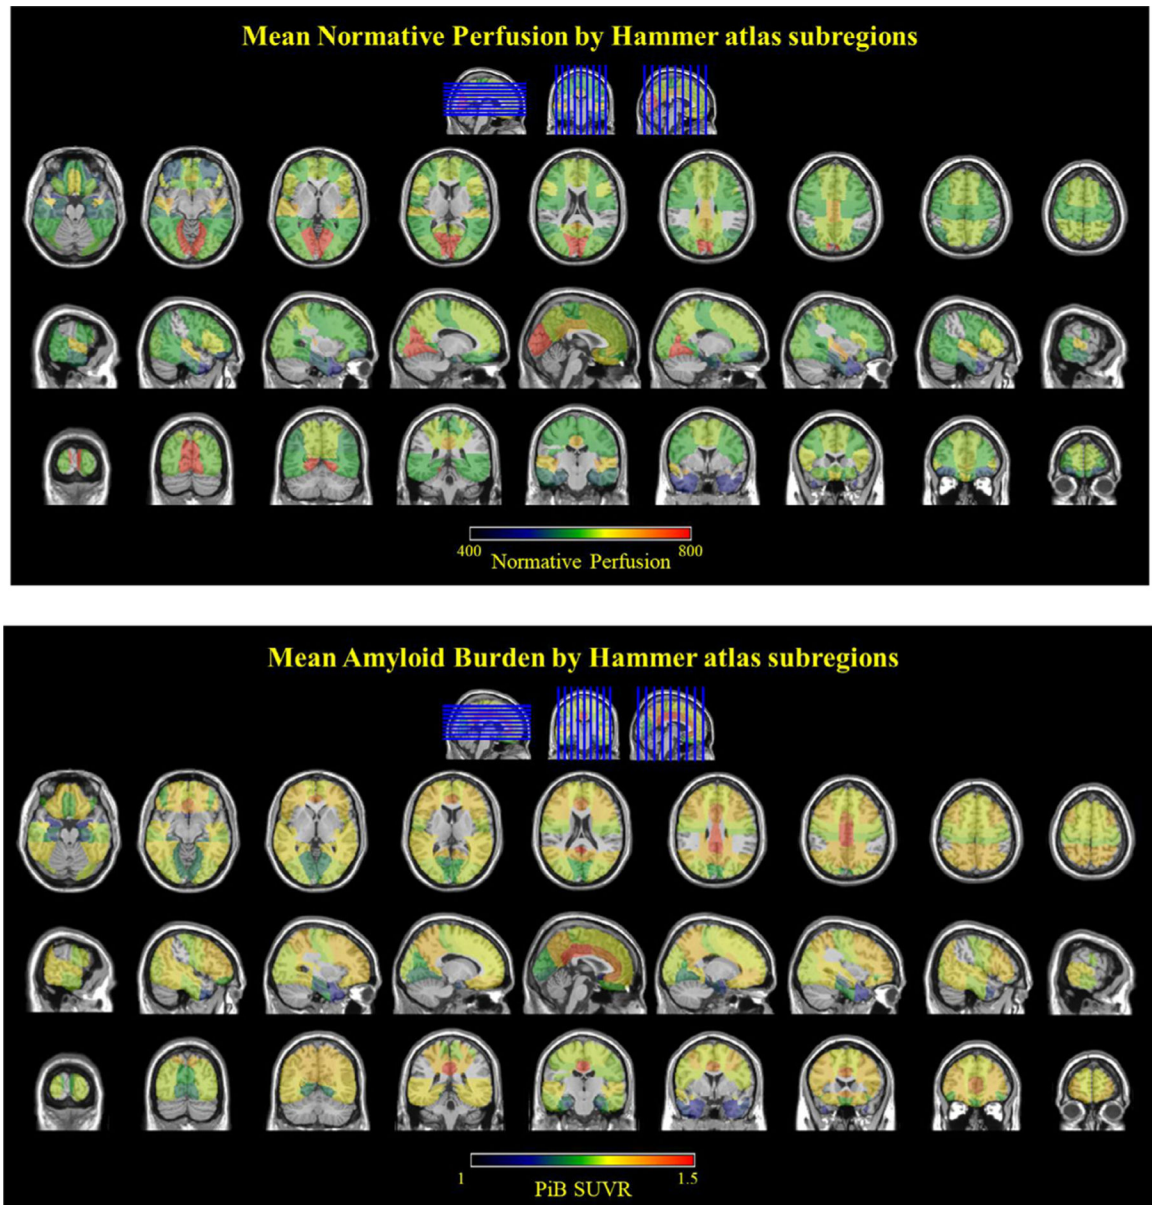 Mean Normative Perfusion by Hammer atlas subregions
400 800
Normative Perfusion
Mean Amyloid Burden by Hammer atlas subregions
1 1.5
PiB SUVR